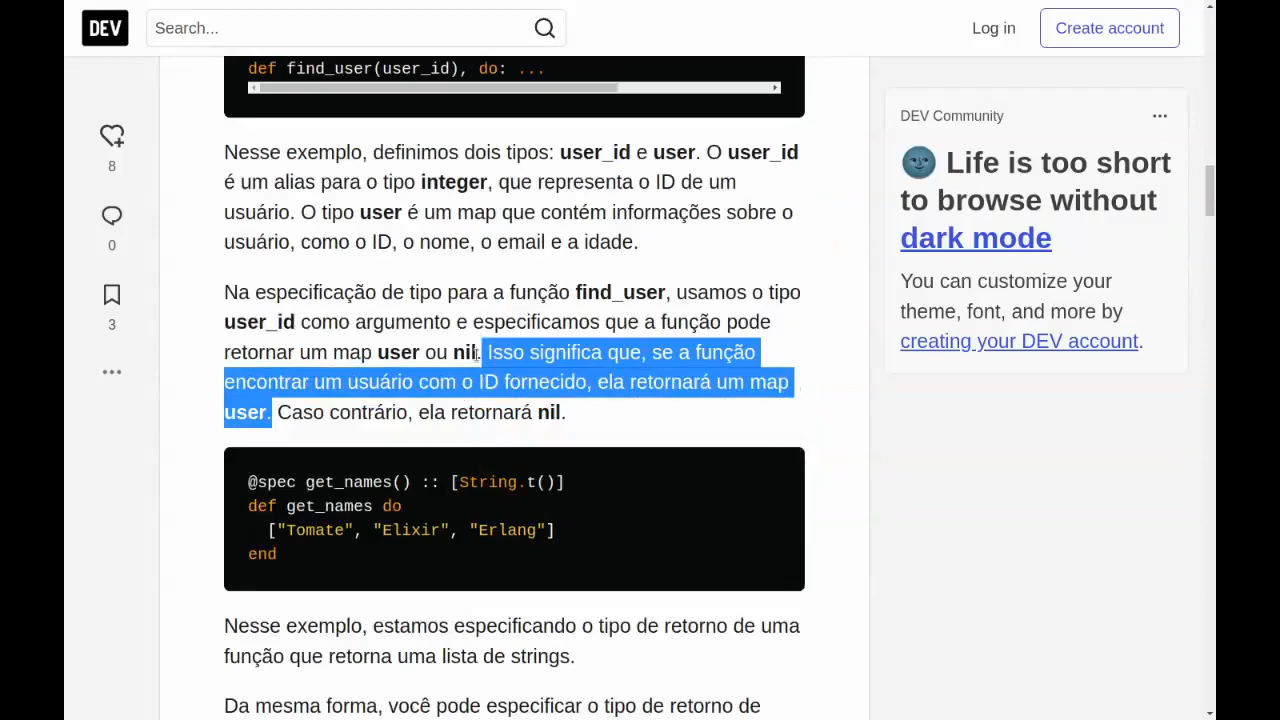 DEV
Search...
Log in
Create account
def find_user(user_id), do: ...
8
0
3
Nesse exemplo, definimos dois tipos: user_id e user. O user_id
é um alias para o tipo integer, que representa o ID de um
usuário. O tipo user é um map que contém informações sobre o
usuário, como o ID, o nome, o email e a idade.
Na especificação de tipo para a função find_user, usamos o tipo
user_id como argumento e especificamos que a função pode
retornar um map user ou nil. Isso significa que, se a função
encontrar um usuário com o ID fornecido, ela retornará um map
user. Caso contrário, ela retornará nil.
@spec get_names() :: [String.t()]
def get_names do
["Tomate", "Elixir", "Erlang"]
end
Nesse exemplo, estamos especificando o tipo de retorno de uma
função que retorna uma lista de strings.
Da mesma forma, você pode especificar o tipo de retorno de
DEV Community
🌚 Life is too short
to browse without
dark mode
You can customize your
theme, font, and more by
creating your DEV account.